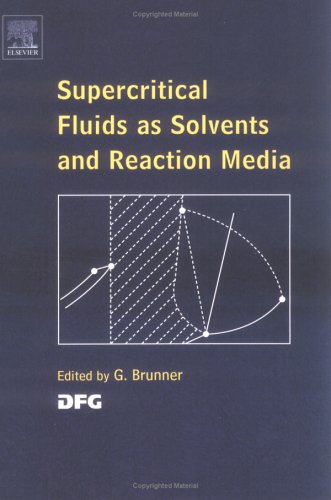 ELSEVIER
Supercritical
Fluids as Solvents
and Reaction Media
Edited by G. Brunner
DFG